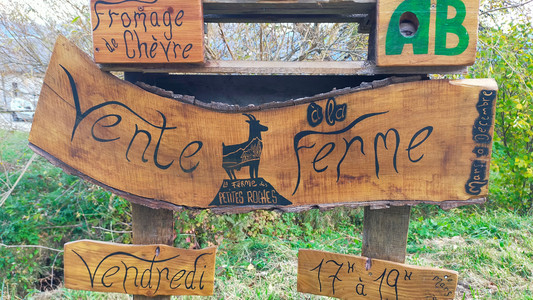 Fromage
de Chèvre
AB
Vente
à la
Ferme
la Ferme des
PETITES ROCHES
Vendredi
17H à 19H